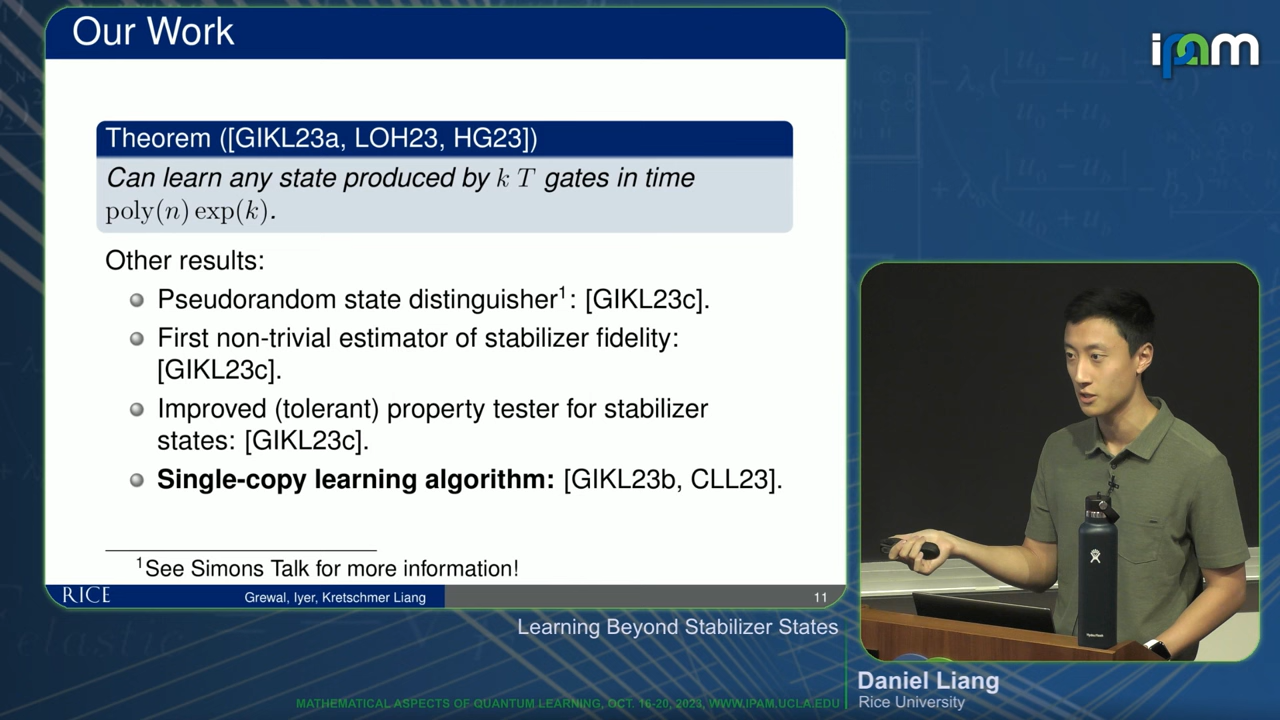 Our Work
Theorem ([GIKL23a, LOH23, HG23])
Can learn any state produced by k T gates in time
poly(n) exp(k).
Other results:
Pseudorandom state distinguisher¹: [GIKL23c].
First non-trivial estimator of stabilizer fidelity:
[GIKL23c].
Improved (tolerant) property tester for stabilizer
states: [GIKL23c].
Single-copy learning algorithm: [GIKL23b, CLL23].
¹See Simons Talk for more information!
RICE
Grewal, Iyer, Kretschmer Liang
11
ipam
Learning Beyond Stabilizer States
Daniel Liang
Rice University
MATHEMATICAL ASPECTS OF QUANTUM LEARNING, OCT. 16-20, 2023, WWW.IPAM.UCLA.EDU